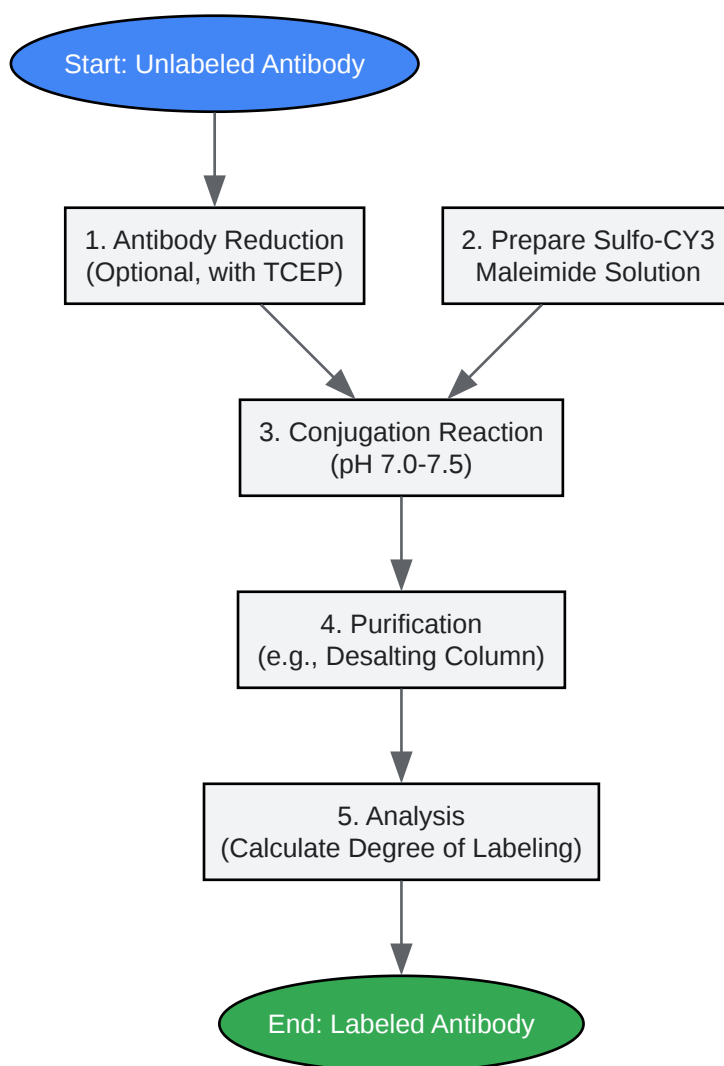 Start: Unlabeled Antibody
1. Antibody Reduction
(Optional, with TCEP)
2. Prepare Sulfo-CY3
Maleimide Solution
3. Conjugation Reaction
(pH 7.0-7.5)
4. Purification
(e.g., Desalting Column)
5. Analysis
(Calculate Degree of Labeling)
End: Labeled Antibody